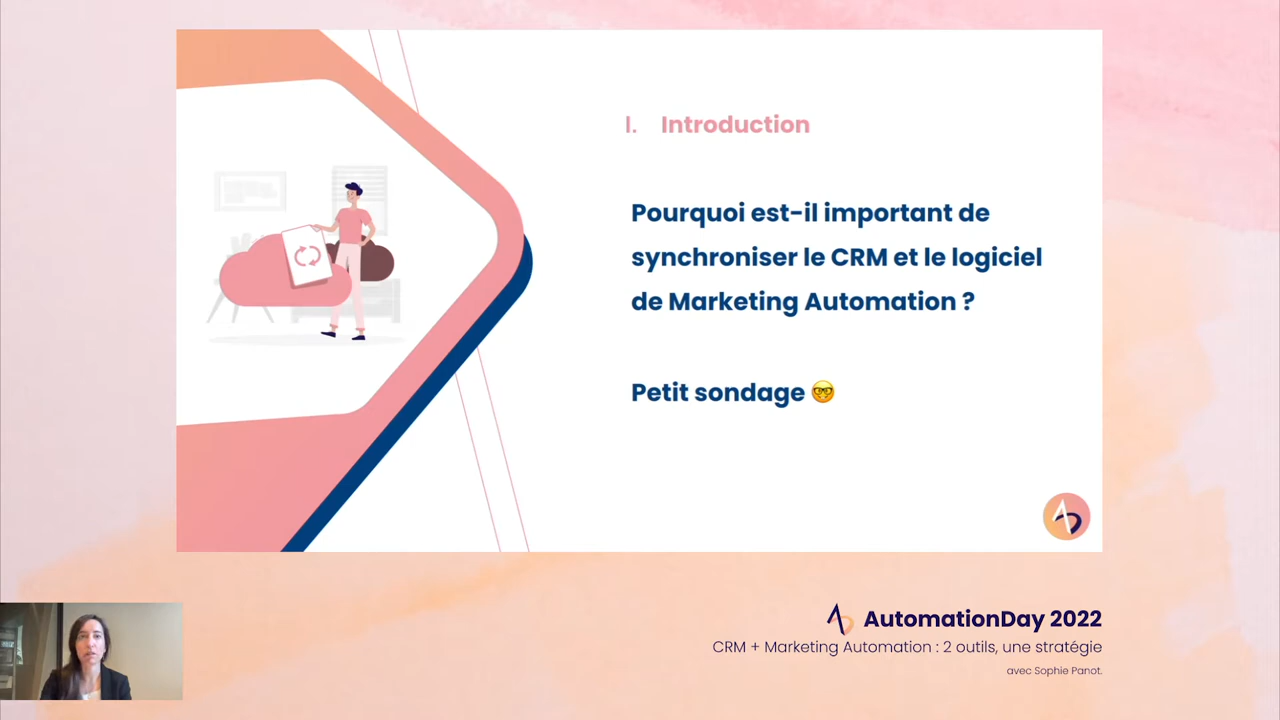 I. Introduction
Pourquoi est-il important de
synchroniser le CRM et le logiciel
de Marketing Automation ?
Petit sondage 🤓
AutomationDay 2022
CRM + Marketing Automation : 2 outils, une stratégie
avec Sophie Panot.